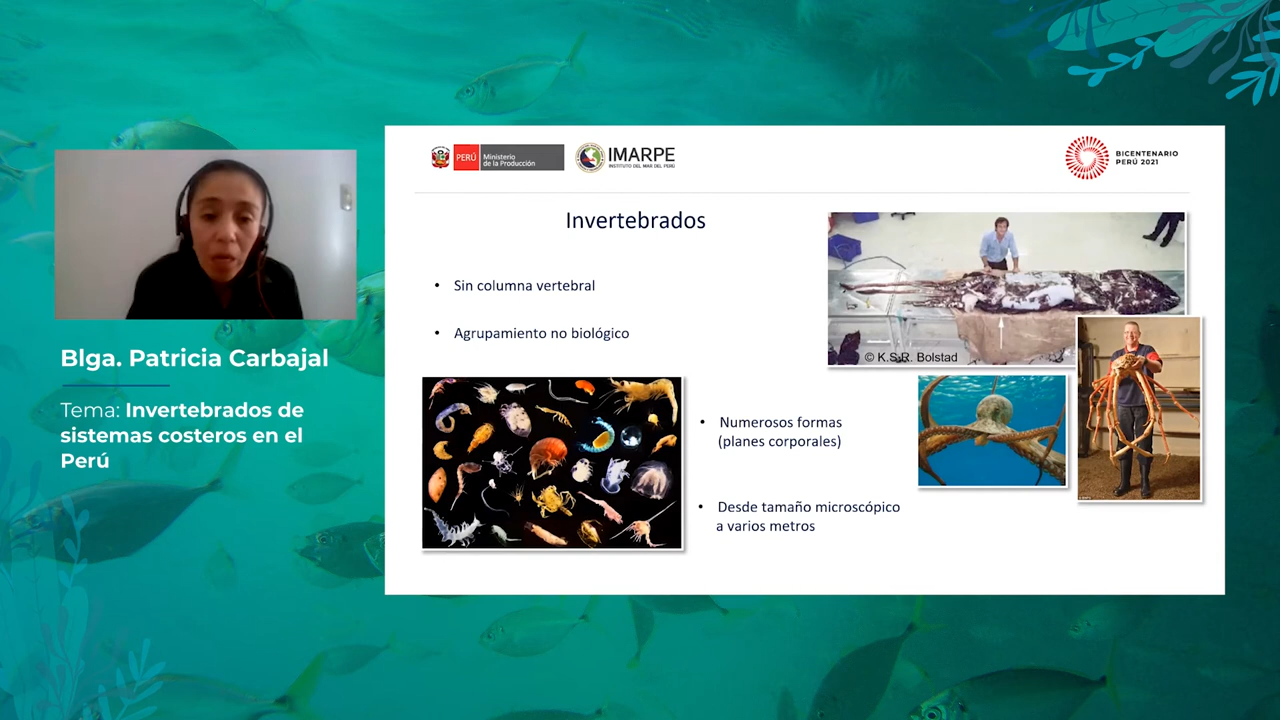 Blga. Patricia Carbajal
Tema: Invertebrados de
sistemas costeros en el
Perú
PERÚ
Ministerio
de la Producción
IMARPE
INSTITUTO DEL MAR DEL PERÚ
BICENTENARIO
PERÚ 2021
Invertebrados
• Sin columna vertebral
• Agrupamiento no biológico
• Numerosos formas
(planes corporales)
• Desde tamaño microscópico
a varios metros
© K.S.R. Bolstad